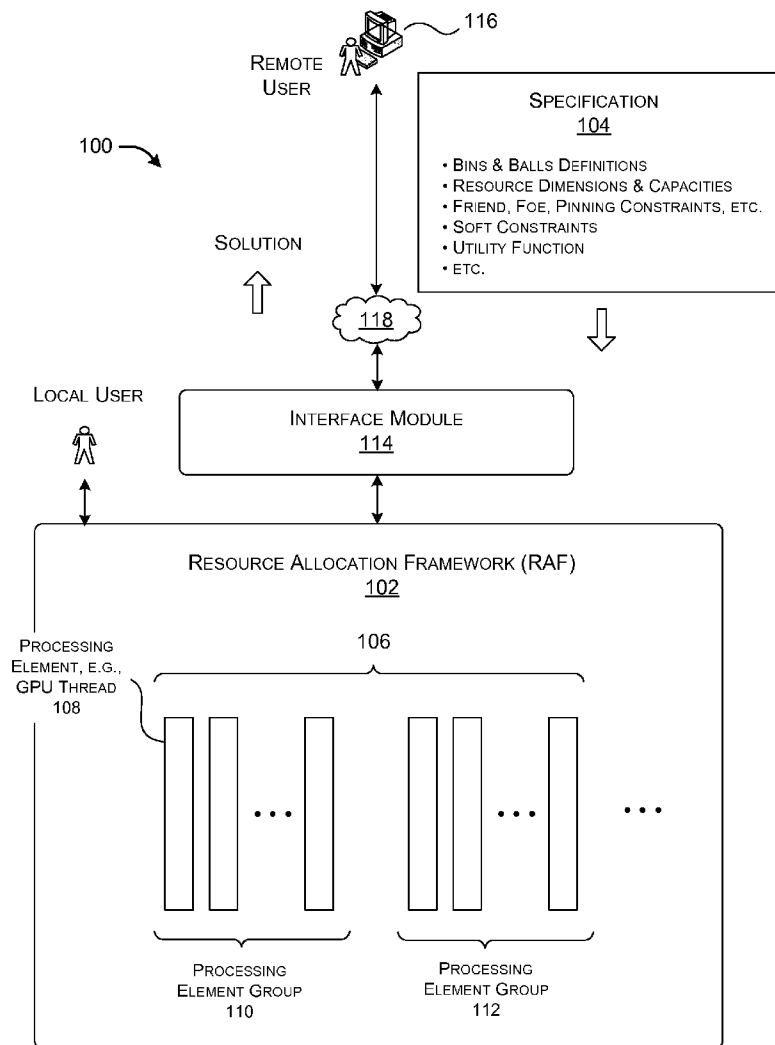 116
REMOTE
USER
SPECIFICATION
104
• BINS & BALLS DEFINITIONS
• RESOURCE DIMENSIONS & CAPACITIES
• FRIEND, FOE, PINNING CONSTRAINTS, ETC.
• SOFT CONSTRAINTS
• UTILITY FUNCTION
• ETC.
100
SOLUTION
118
LOCAL USER
INTERFACE MODULE
114
RESOURCE ALLOCATION FRAMEWORK (RAF)
102
PROCESSING
ELEMENT, E.G.,
GPU THREAD
108
106
PROCESSING
ELEMENT GROUP
110
PROCESSING
ELEMENT GROUP
112